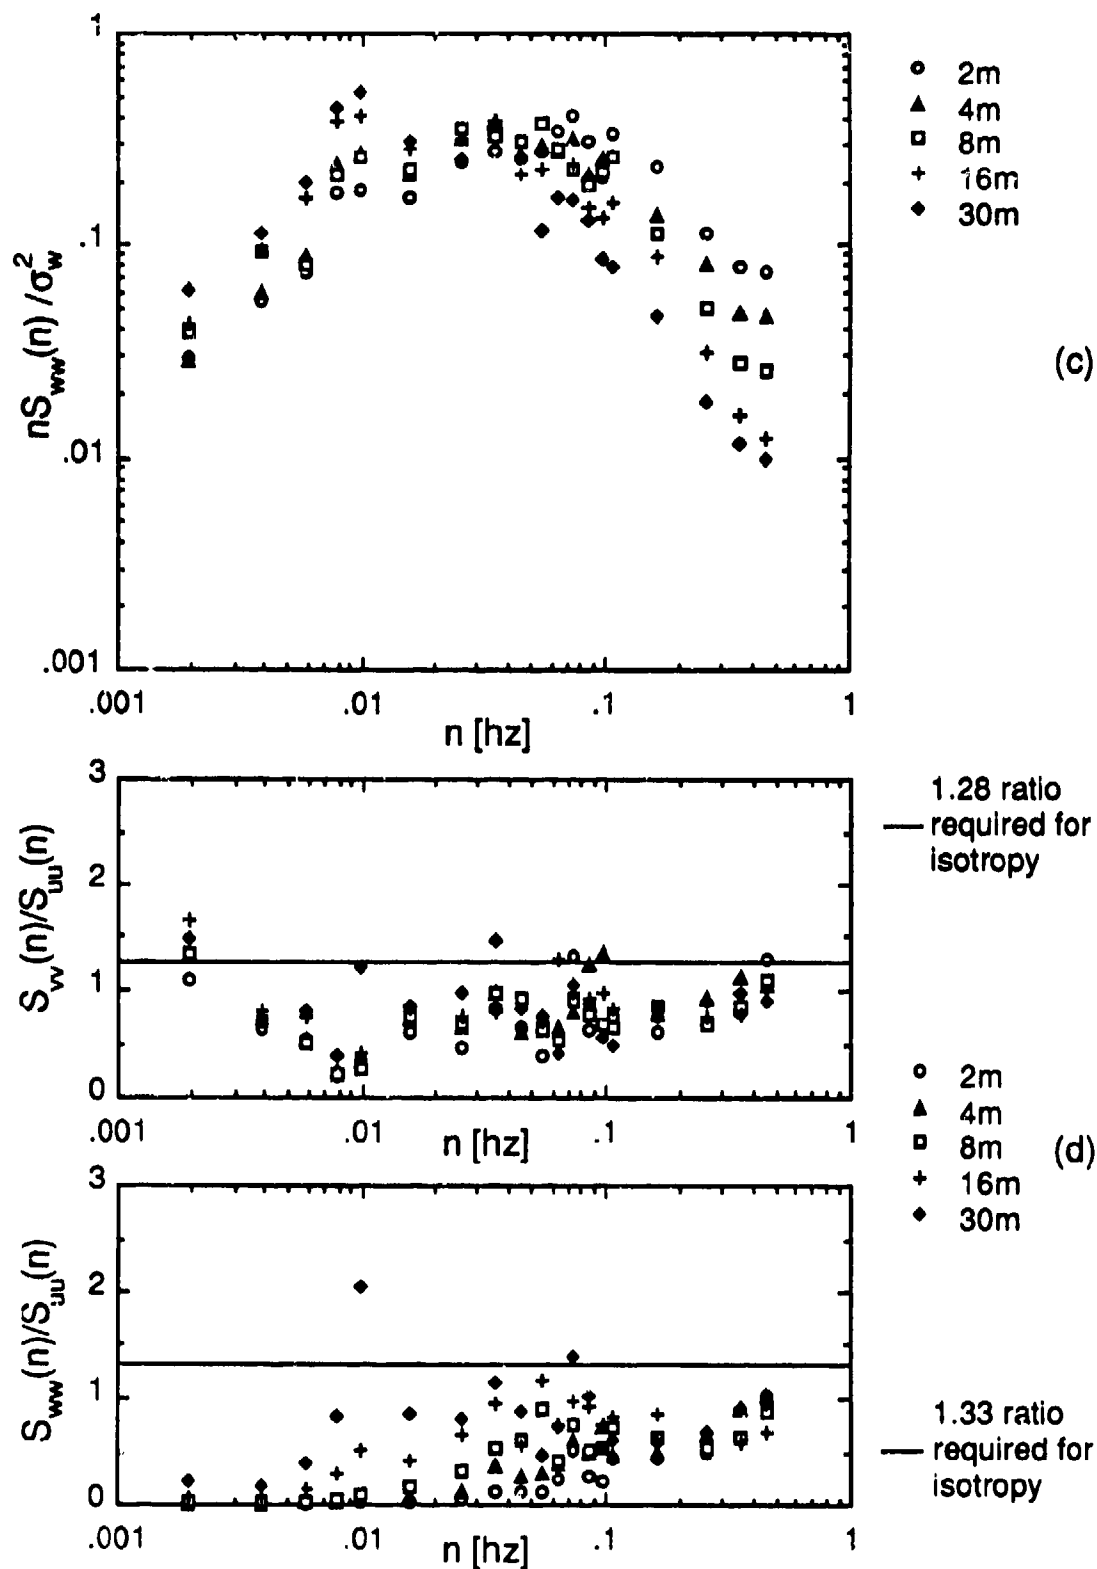 1
.1
.01
.001
nS_ww(n) /σ_w^2
.001
.01
.1
1
n [hz]
2m
4m
8m
16m
30m
(c)
3
2
1
0
S_vv(n)/S_uu(n)
.001
.01
.1
1
n [hz]
1.28 ratio
required for
isotropy
2m
4m
8m
16m
30m
(d)
3
2
1
0
S_ww(n)/S_uu(n)
.001
.01
.1
1
n [hz]
1.33 ratio
required for
isotropy